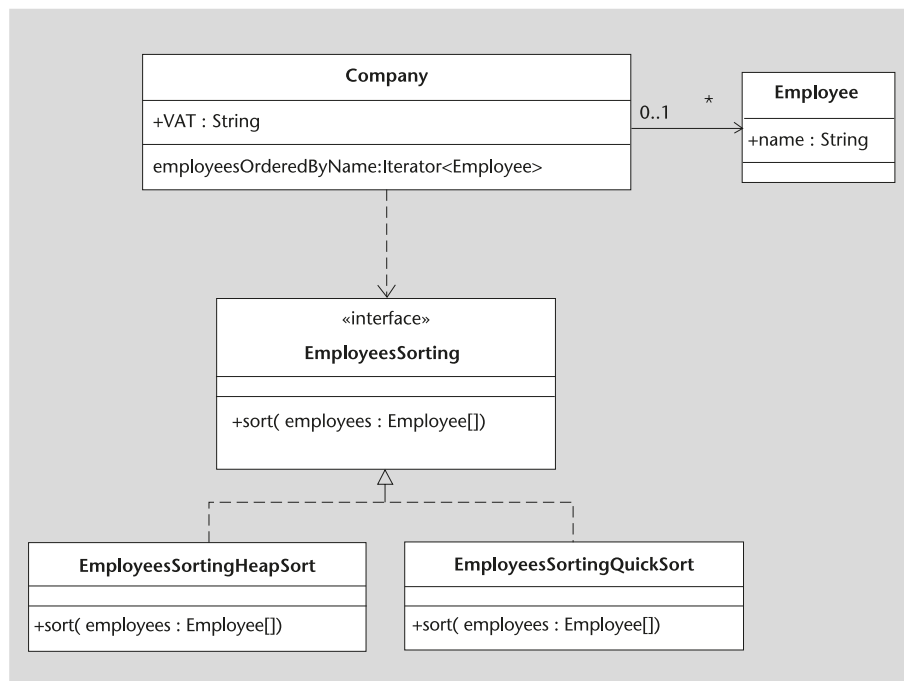 Company
+VAT : String
employeesOrderedByName:Iterator<Employee>
0..1
*
Employee
+name : String
«interface»
EmployeesSorting
+sort( employees : Employee[])
EmployeesSortingHeapSort
+sort( employees : Employee[])
EmployeesSortingQuickSort
+sort( employees : Employee[])